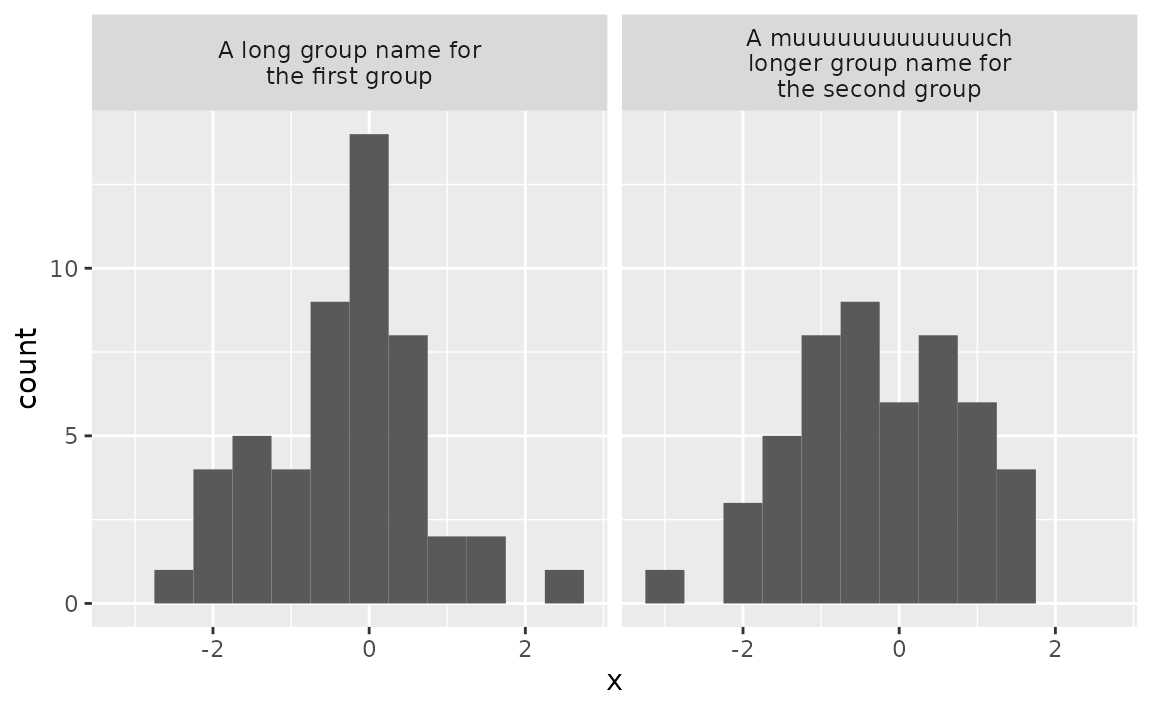 A long group name for
the first group
A muuuuuuuuuuuuuch
longer group name for
the second group
10
5
0
count
-2 0 2
-2 0 2
x